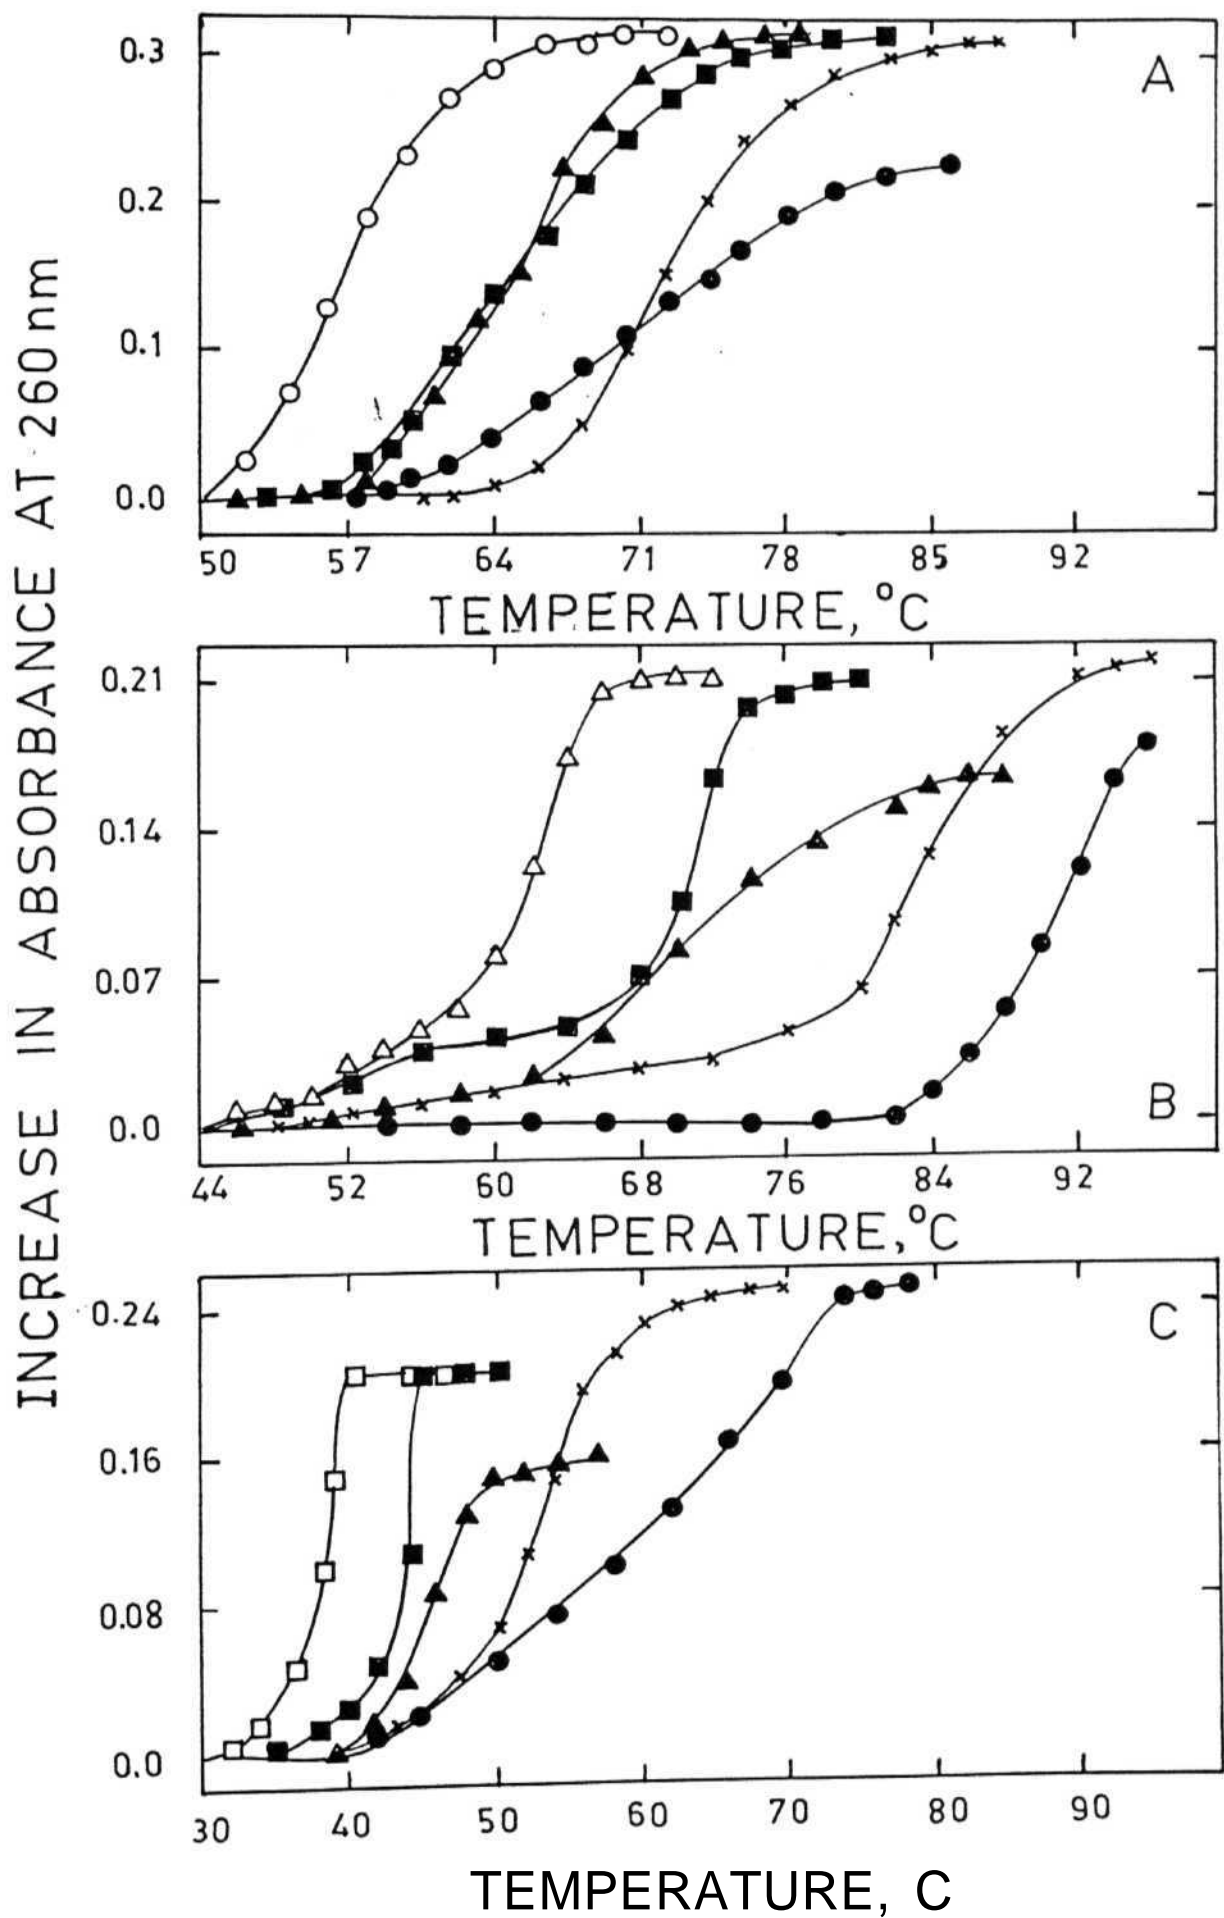 INCREASE IN ABSORBANCE AT 260nm
A
0.3
0.2
0.1
0.0
50 57 64 71 78 85 92
TEMPERATURE, °C
B
0.21
0.14
0.07
0.0
44 52 60 68 76 84 92
TEMPERATURE, °C
C
0.24
0.16
0.08
0.0
30 40 50 60 70 80 90
TEMPERATURE, C